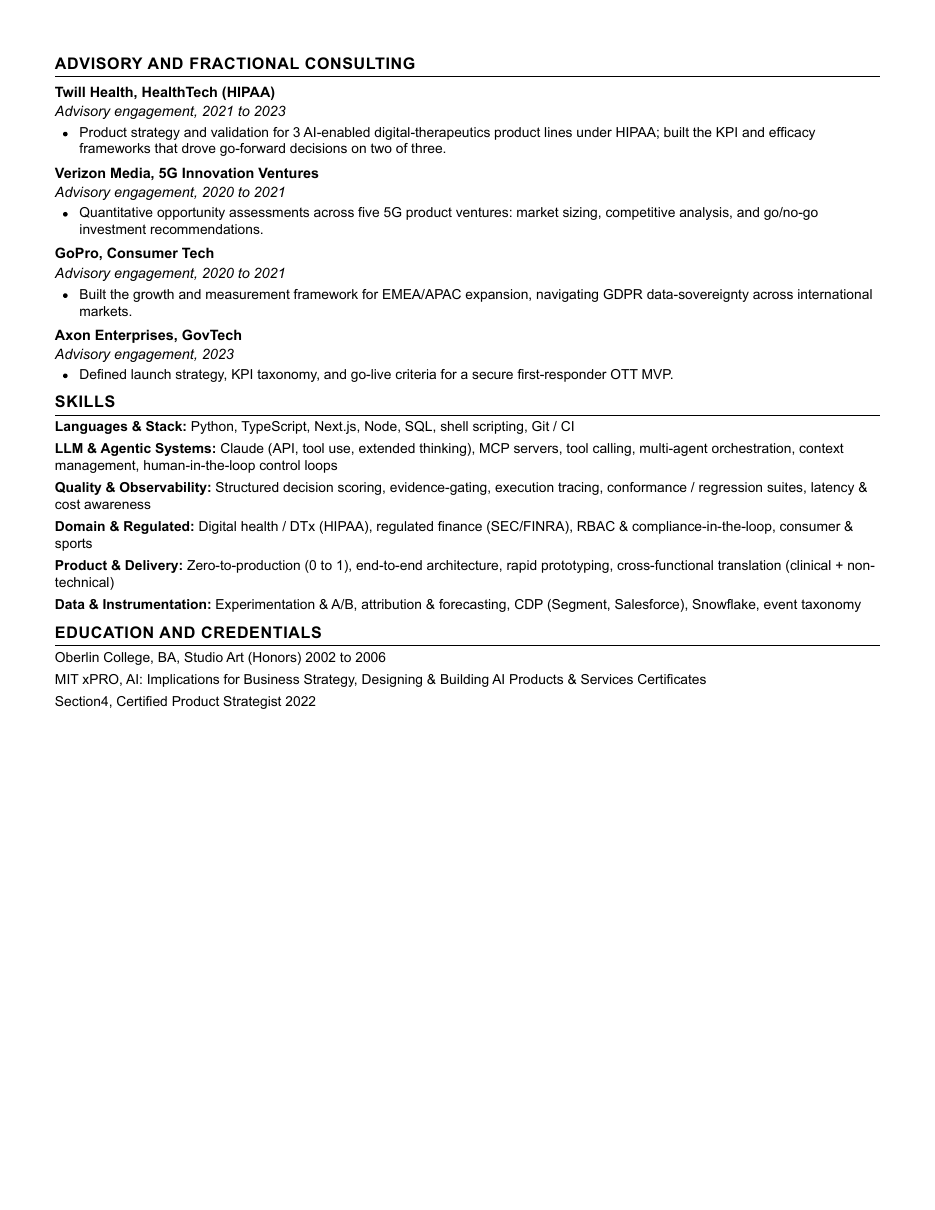 ADVISORY AND FRACTIONAL CONSULTING
Twill Health, HealthTech (HIPAA)
Advisory engagement, 2021 to 2023
• Product strategy and validation for 3 AI-enabled digital-therapeutics product lines under HIPAA; built the KPI and efficacy
frameworks that drove go-forward decisions on two of three.
Verizon Media, 5G Innovation Ventures
Advisory engagement, 2020 to 2021
• Quantitative opportunity assessments across five 5G product ventures: market sizing, competitive analysis, and go/no-go
investment recommendations.
GoPro, Consumer Tech
Advisory engagement, 2020 to 2021
• Built the growth and measurement framework for EMEA/APAC expansion, navigating GDPR data-sovereignty across international
markets.
Axon Enterprises, GovTech
Advisory engagement, 2023
• Defined launch strategy, KPI taxonomy, and go-live criteria for a secure first-responder OTT MVP.
SKILLS
Languages & Stack: Python, TypeScript, Next.js, Node, SQL, shell scripting, Git / CI
LLM & Agentic Systems: Claude (API, tool use, extended thinking), MCP servers, tool calling, multi-agent orchestration, context
management, human-in-the-loop control loops
Quality & Observability: Structured decision scoring, evidence-gating, execution tracing, conformance / regression suites, latency &
cost awareness
Domain & Regulated: Digital health / DTx (HIPAA), regulated finance (SEC/FINRA), RBAC & compliance-in-the-loop, consumer &
sports
Product & Delivery: Zero-to-production (0 to 1), end-to-end architecture, rapid prototyping, cross-functional translation (clinical + non-
technical)
Data & Instrumentation: Experimentation & A/B, attribution & forecasting, CDP (Segment, Salesforce), Snowflake, event taxonomy
EDUCATION AND CREDENTIALS
Oberlin College, BA, Studio Art (Honors) 2002 to 2006
MIT xPRO, AI: Implications for Business Strategy, Designing & Building AI Products & Services Certificates
Section4, Certified Product Strategist 2022